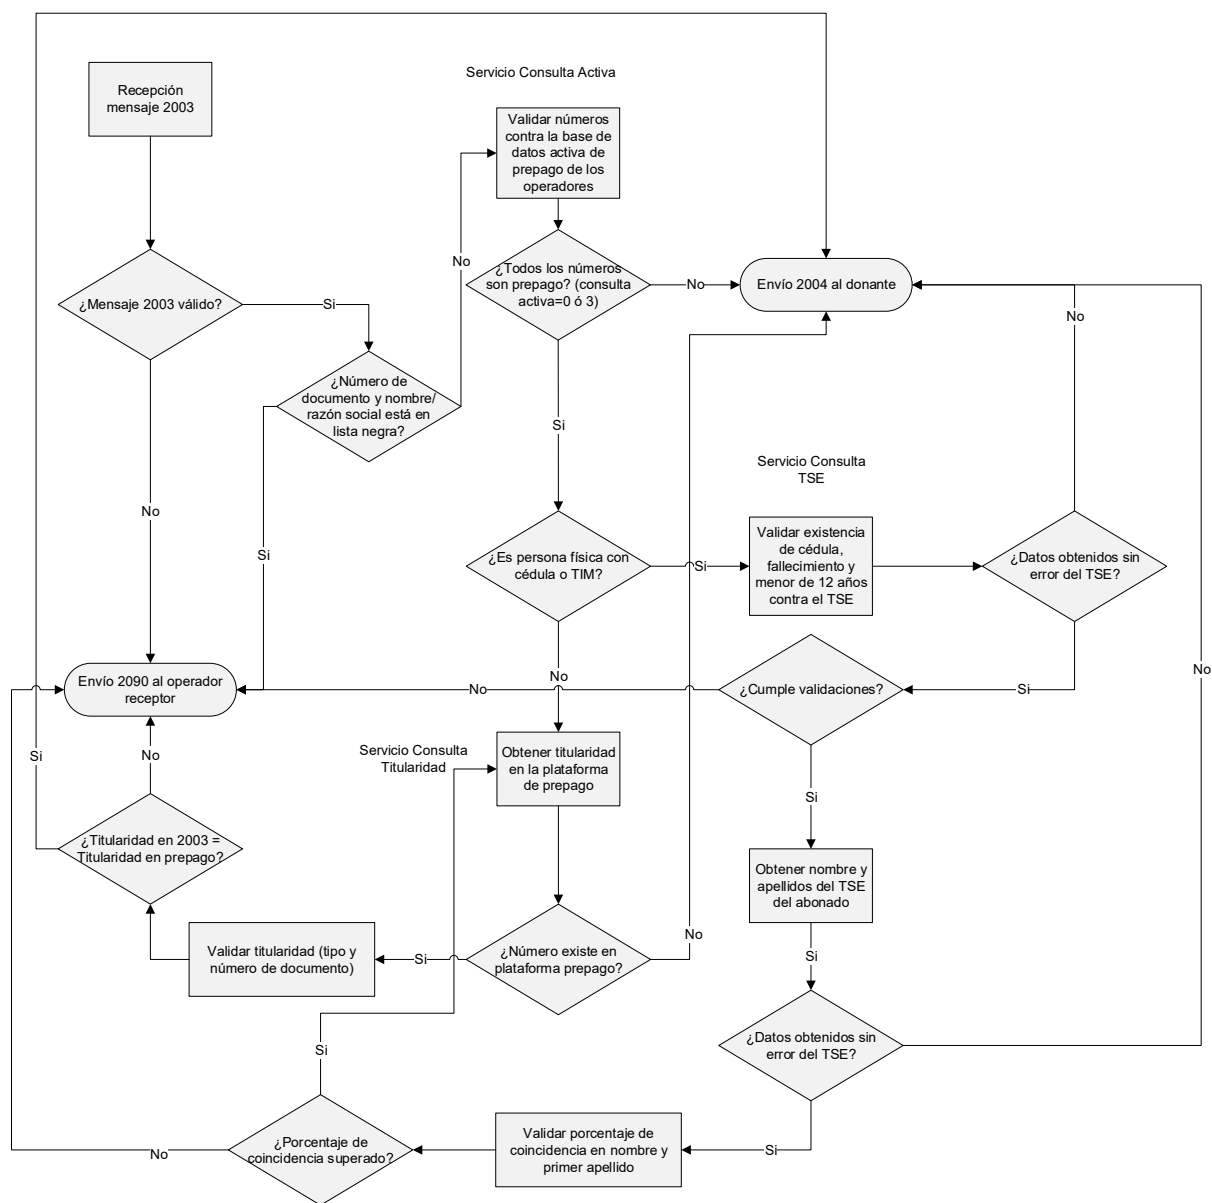 Servicio Consulta Activa
Recepción
mensaje 2003
Validar números
contra la base de
datos activa de
prepago de los
operadores
No
¿Todos los números
son prepago? (consulta
activa=0 ó 3)
No
Envío 2004 al donante
¿Mensaje 2003 válido?
Si
No
¿Número de
documento y nombre/
razón social está en
lista negra?
Si
Servicio Consulta
TSE
No
Si
¿Es persona física con
cédula o TIM?
Si
Validar existencia
de cédula,
fallecimiento y
menor de 12 años
contra el TSE
¿Datos obtenidos sin
error del TSE?
No
No
Envío 2090 al operador
receptor
No
¿Cumple validaciones?
Si
Si
No
Servicio Consulta
Titularidad
Obtener titularidad
en la plataforma
de prepago
Si
¿Titularidad en 2003 =
Titularidad en prepago?
Obtener nombre y
apellidos del TSE
del abonado
Validar titularidad (tipo y
número de documento)
Si
¿Número existe en
plataforma prepago?
No
Si
Si
¿Datos obtenidos sin
error del TSE?
No
¿Porcentaje de
coincidencia superado?
Validar porcentaje de
coincidencia en nombre y
primer apellido
Si